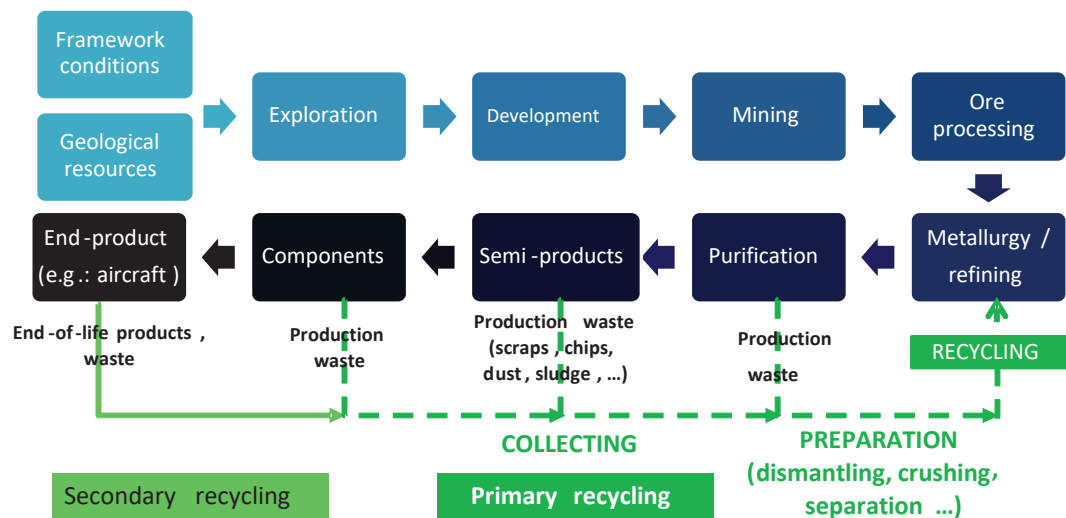 Framework
conditions
Geological
resources
Exploration
Development
Mining
Ore
processing
End-product
(e.g.: aircraft )
Components
Semi-products
Purification
Metallurgy /
refining
End-of-life products ,
waste
Production
waste
Production waste
(scraps , chips,
dust , sludge , ...)
Production
waste
RECYCLING
COLLECTING
PREPARATION
(dismantling, crushing,
separation ...)
Secondary recycling
Primary recycling